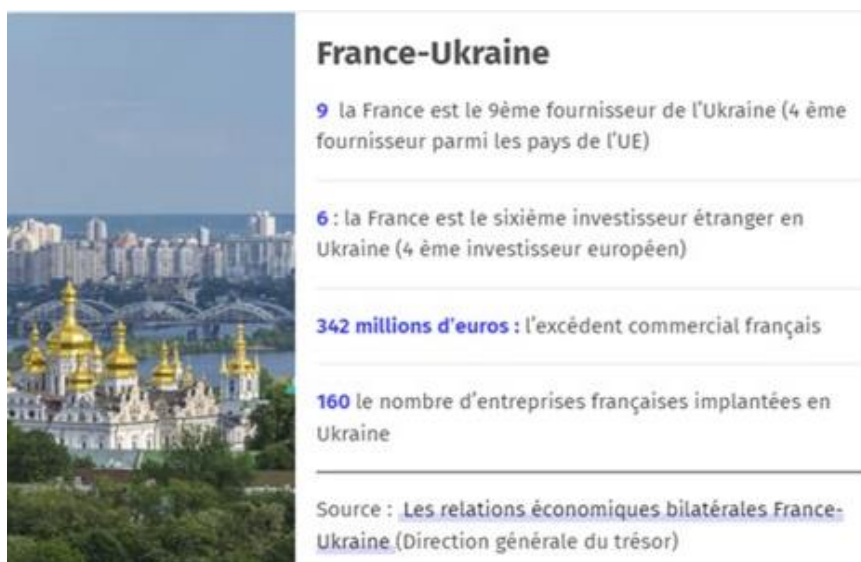 France-Ukraine
9 la France est le 9ème fournisseur de l'Ukraine (4 ème
fournisseur parmi les pays de l'UE)
6 : la France est le sixième investisseur étranger en
Ukraine (4 ème investisseur européen)
342 millions d'euros : l'excédent commercial français
160 le nombre d'entreprises françaises implantées en
Ukraine
Source : Les relations économiques bilatérales France-
Ukraine (Direction générale du trésor)